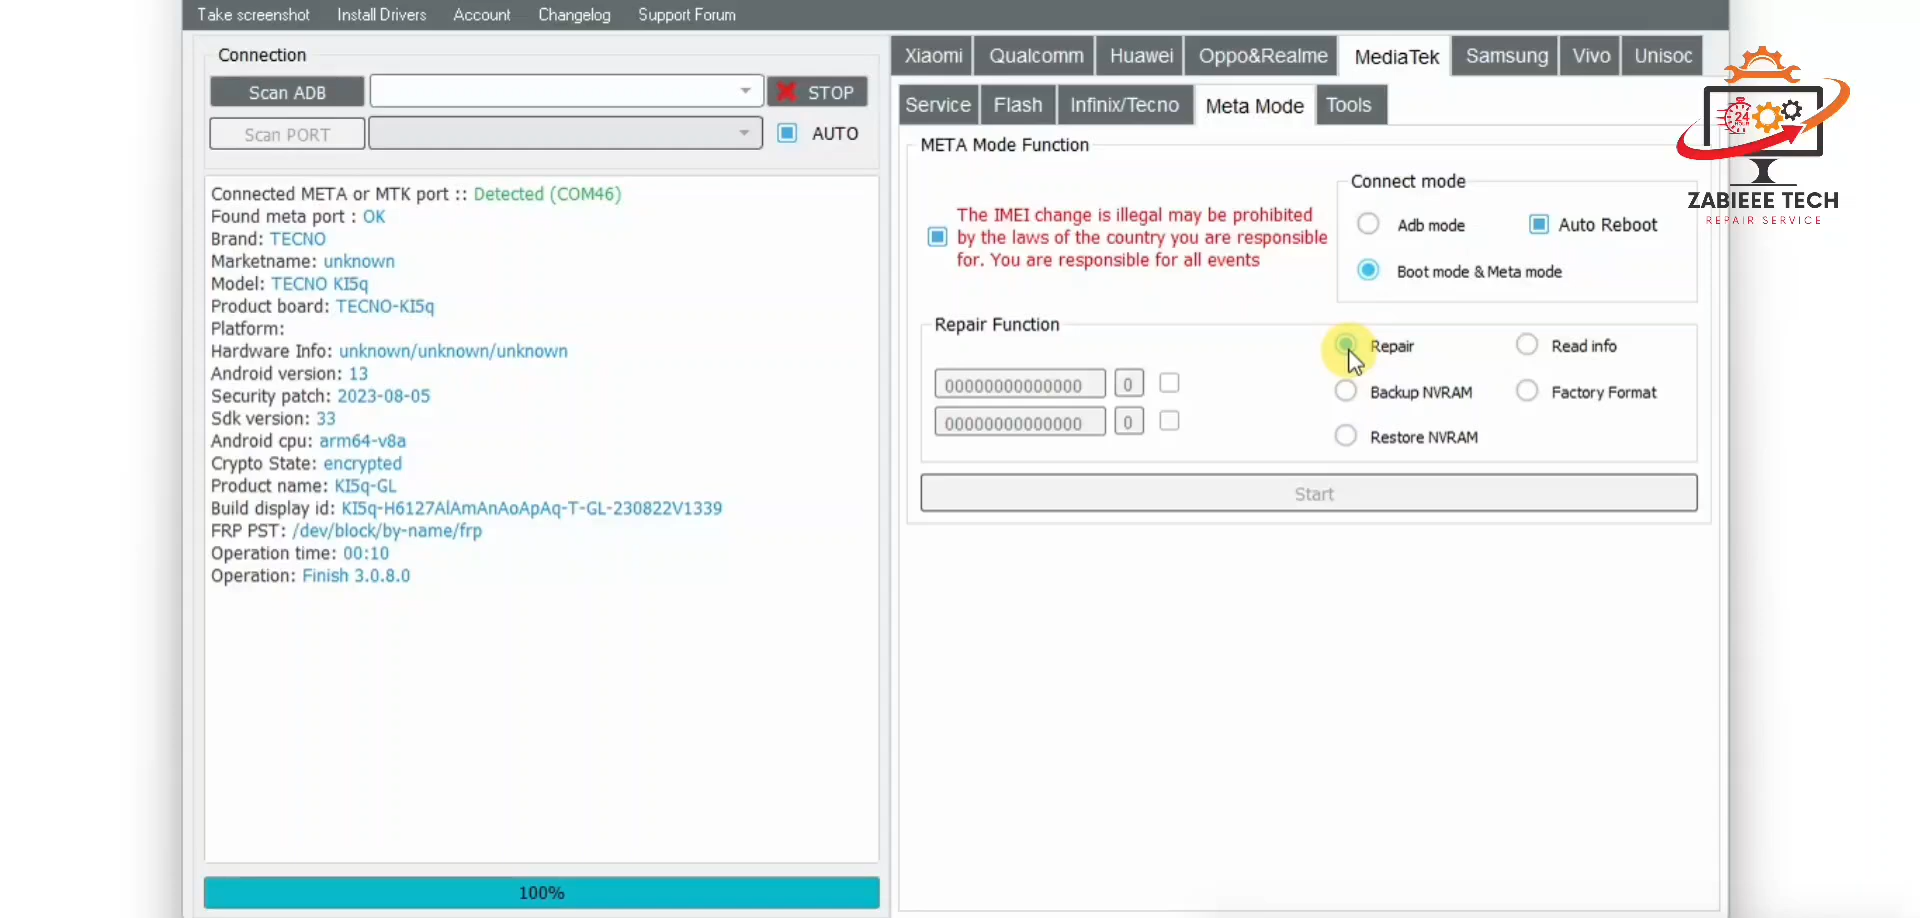 Take screenshot Install Drivers Account Changelog Support Forum
Connection
Scan ADB
STOP
Scan PORT
AUTO
Connected META or MTK port :: Detected (COM46)
Found meta port : OK
Brand: TECNO
Marketname: unknown
Model: TECNO KI5q
Product board: TECNO-KI5q
Platform:
Hardware Info: unknown/unknown/unknown
Android version: 13
Security patch: 2023-08-05
Sdk version: 33
Android cpu: arm64-v8a
Crypto State: encrypted
Product name: KI5q-GL
Build display id: KI5q-H6127AlAmAnAoApAq-T-GL-230822V1339
FRP PST: /dev/block/by-name/frp
Operation time: 00:10
Operation: Finish 3.0.8.0
100%
Xiaomi Qualcomm Huawei Oppo&Realme MediaTek Samsung Vivo Unisoc
Service Flash Infinix/Tecno Meta Mode Tools
META Mode Function
The IMEI change is illegal may be prohibited
by the laws of the country you are responsible
for. You are responsible for all events
Connect mode
Adb mode
Auto Reboot
Boot mode & Meta mode
Repair Function
00000000000000 0
00000000000000 0
Repair
Read info
Backup NVRAM
Factory Format
Restore NVRAM
Start
24
ZABIEEE TECH
REPAIR SERVICE